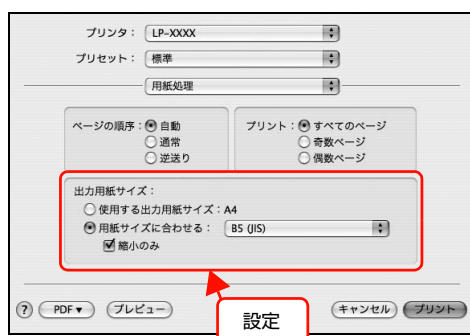 プリンタ： LP-XXXX
プリセット： 標準
用紙処理
ページの順序： 自動
通常
逆送り
プリント： すべてのページ
奇数ページ
偶数ページ
出力用紙サイズ：
使用する出力用紙サイズ：A4
用紙サイズに合わせる： B5 (JIS)
縮小のみ
? PDF▼ プレビュー キャンセル プリント
設定